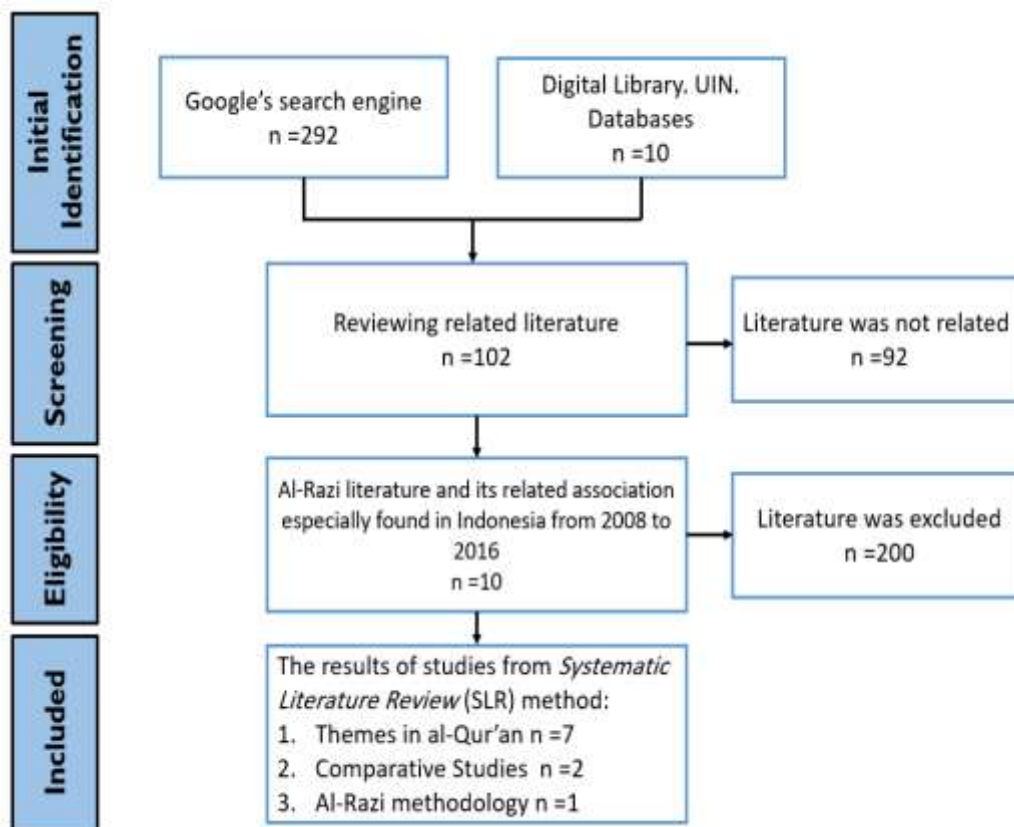 Initial
Identification
Google's search engine
n =292
Digital Library. UIN.
Databases
n =10
Screening
Reviewing related literature
n =102
Literature was not related
n =92
Eligibility
Al-Razi literature and its related association
especially found in Indonesia from 2008 to
2016
n =10
Literature was excluded
n =200
Included
The results of studies from Systematic
Literature Review (SLR) method:
1. Themes in al-Qur'an n =7
2. Comparative Studies n =2
3. Al-Razi methodology n =1